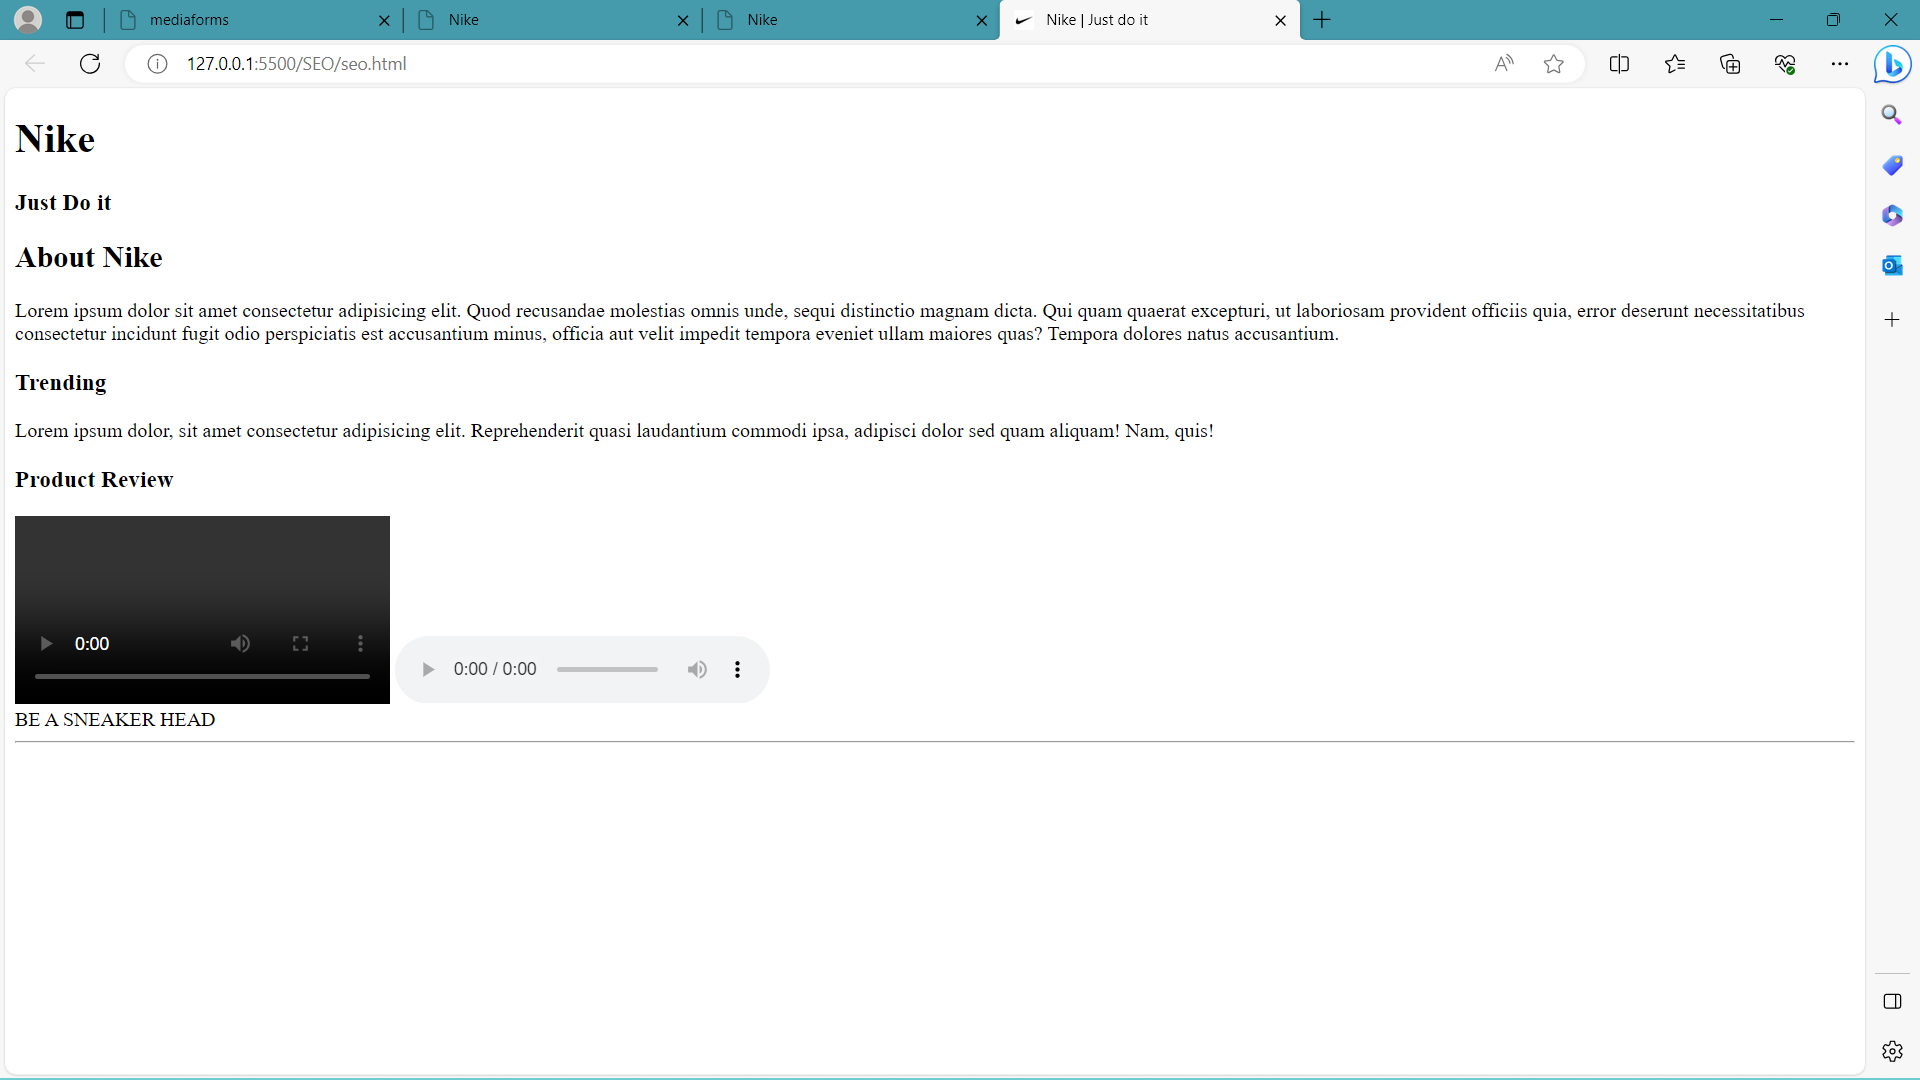 mediaforms
Nike
Nike
Nike | Just do it
127.0.0.1:5500/SEO/seo.html
Nike
Just Do it
About Nike
Lorem ipsum dolor sit amet consectetur adipisicing elit. Quod recusandae molestias omnis unde, sequi distinctio magnam dicta. Qui quam quaerat excepturi, ut laboriosam provident officiis quia, error deserunt necessitatibus
consectetur incidunt fugit odio perspiciatis est accusantium minus, officia aut velit impedit tempora eveniet ullam maiores quas? Tempora dolores natus accusantium.
Trending
Lorem ipsum dolor, sit amet consectetur adipisicing elit. Reprehenderit quasi laudantium commodi ipsa, adipisci dolor sed quam aliquam! Nam, quis!
Product Review
0:00
0:00 / 0:00
BE A SNEAKER HEAD